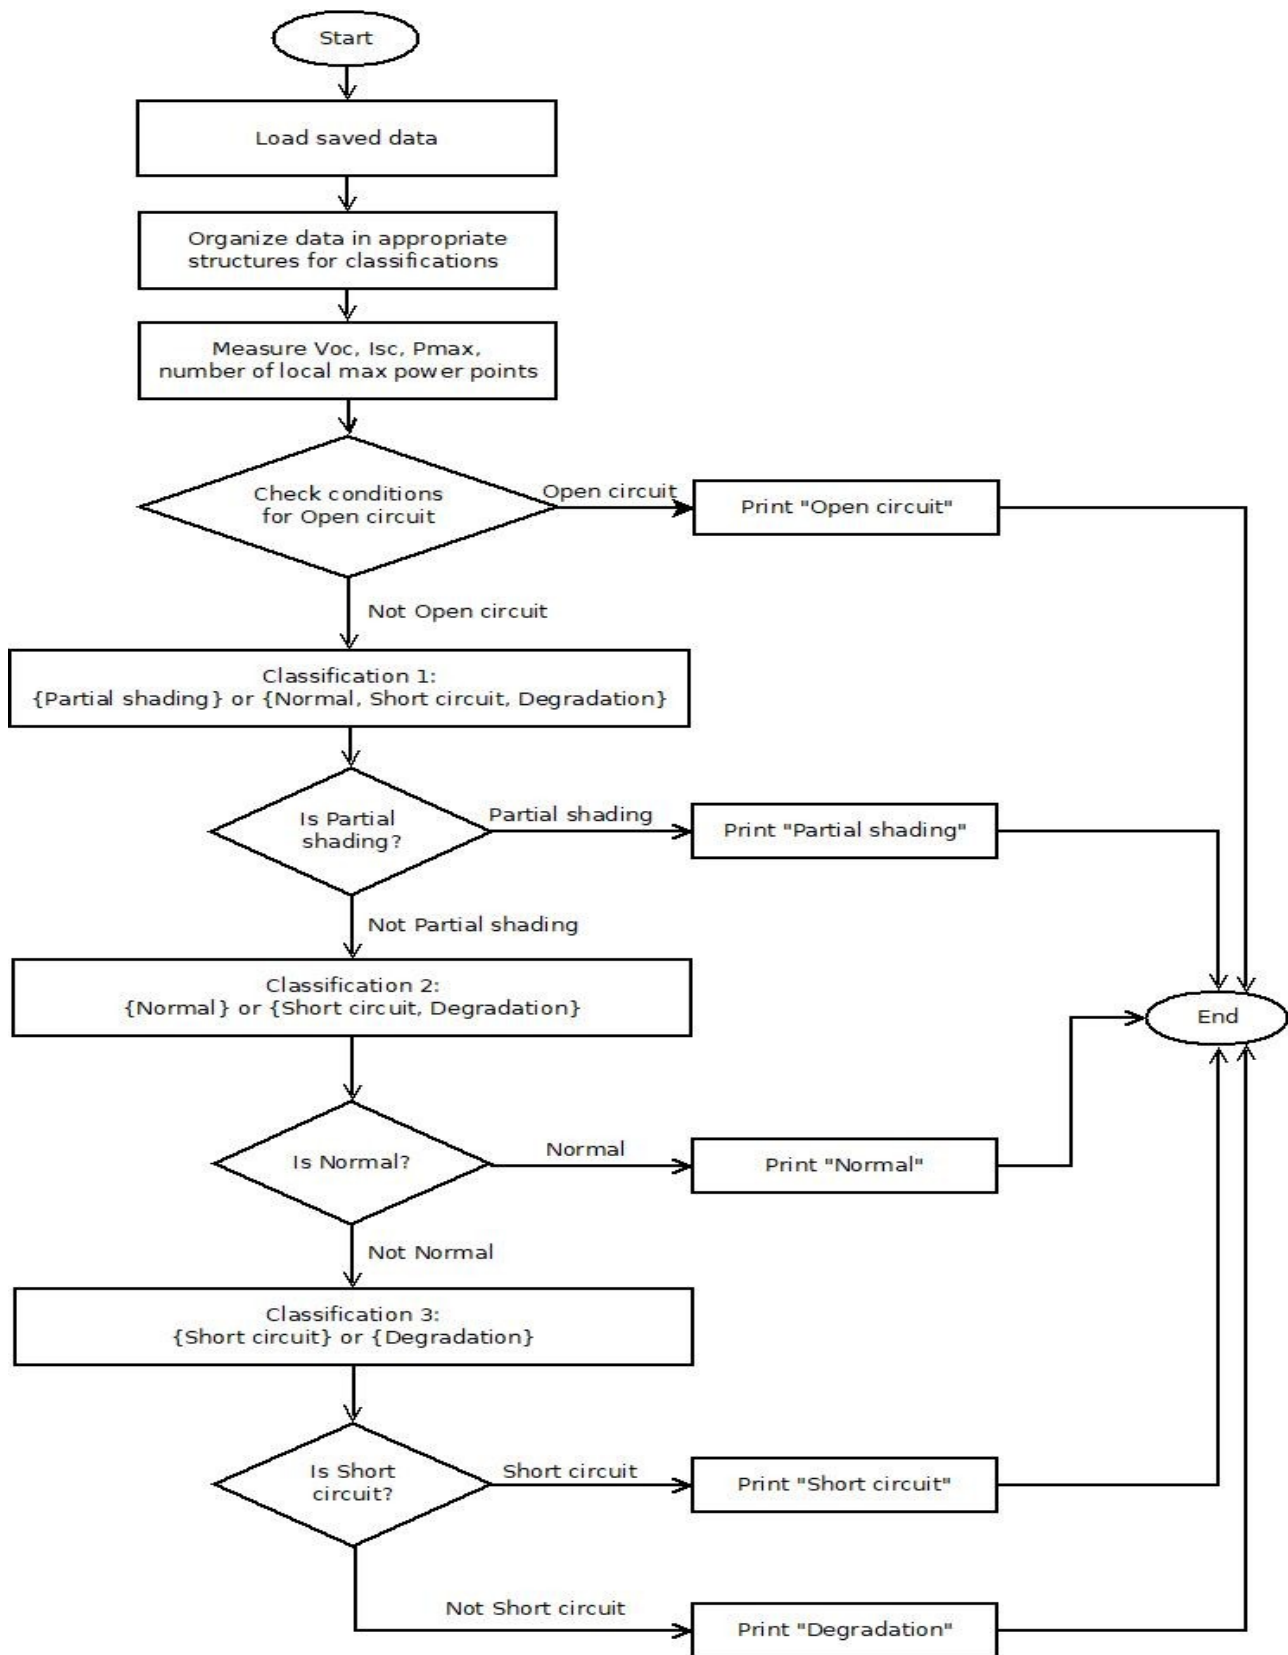 Start
Load saved data
Organize data in appropriate
structures for classifications
Measure Voc, Isc, Pmax,
number of local max power points
Check conditions
for Open circuit
Open circuit
Print "Open circuit"
Not Open circuit
Classification 1:
{Partial shading} or {Normal, Short circuit, Degradation}
Is Partial
shading?
Partial shading
Print "Partial shading"
Not Partial shading
Classification 2:
{Normal} or {Short circuit, Degradation}
End
Is Normal?
Normal
Print "Normal"
Not Normal
Classification 3:
{Short circuit} or {Degradation}
Is Short
circuit?
Short circuit
Print "Short circuit"
Not Short circuit
Print "Degradation"